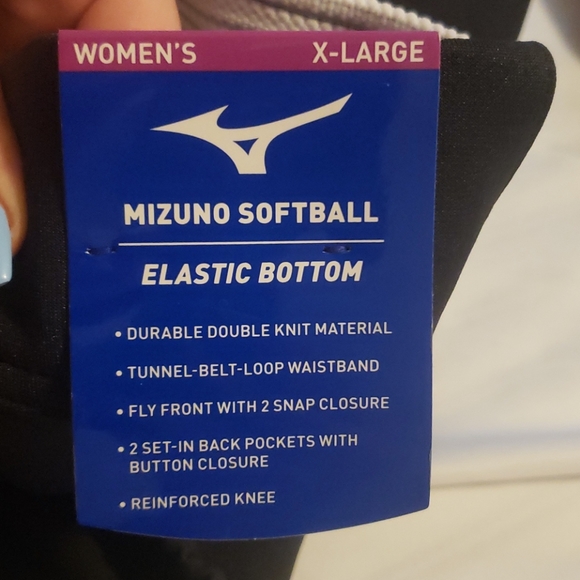 WOMEN'S X-LARGE
MIZUNO SOFTBALL
ELASTIC BOTTOM
• DURABLE DOUBLE KNIT MATERIAL
• TUNNEL-BELT-LOOP WAISTBAND
• FLY FRONT WITH 2 SNAP CLOSURE
• 2 SET-IN BACK POCKETS WITH
BUTTON CLOSURE
• REINFORCED KNEE